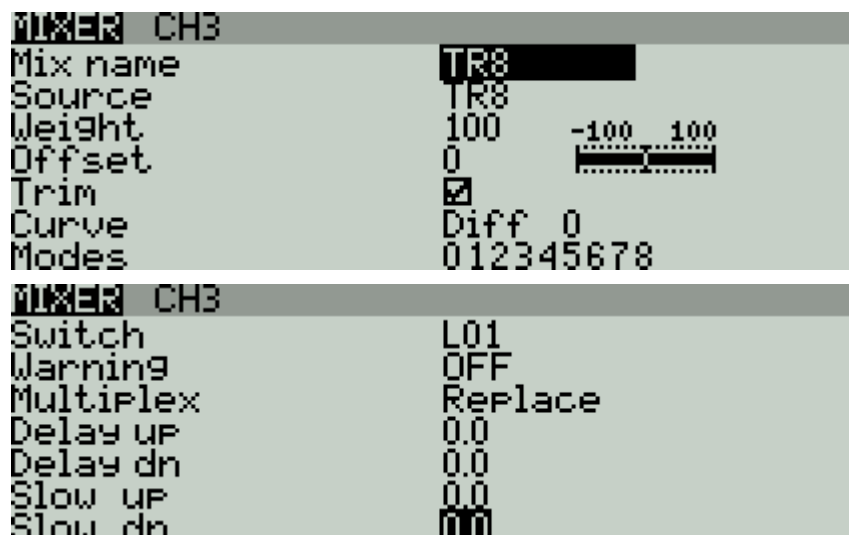 MIXER CH3
Mix name TR8
Source TR8
Weight 100 -100 100
Offset 0
Trim
Curve Diff 0
Modes 012345678
MIXER CH3
Switch L01
Warning OFF
Multiplex Replace
Delay up 0.0
Delay dn 0.0
Slow up 0.0
Slow dn 0.0